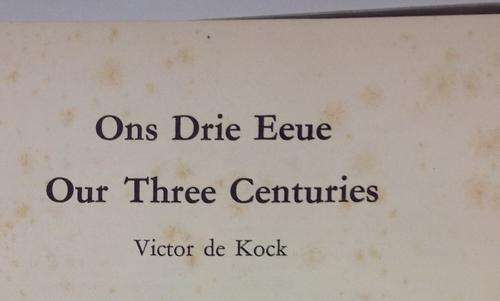 Ons Drie Eeue
Our Three Centuries
Victor de Kock